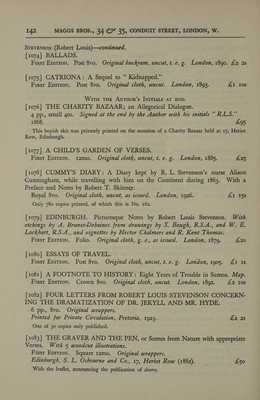 142 MAGGS BROS., 34 & 35, CONDUIT STREET, LONDON, W.
STEVENSON (Robert Louis)—continued.
[1074] BALLADS.
FIRST EDITION. Post 8vo. Original buckram, uncut, t. e. g. London, 1890. £2 2s
[1075] CATRIONA: A Sequel to "Kidnapped."
FIRST EDITION. Post 8vo. Original cloth, uncut. London, 1893. £1 10s
WITH THE AUTHOR'S INITIALS AT END.
[1076] THE CHARITY BAZAAR; an Allegorical Dialogue.
4 pp., small 4to. Signed at the end by the Author with his initials "R.L.S."
1868. £95
This boyish skit was privately printed on the occasion of a Charity Bazaar held at 17, Heriot
Row, Edinburgh.
[1077] A CHILD'S GARDEN OF VERSES.
FIRST EDITION. 12mo. Original cloth, uncut, t. e. g. London, 1885. £25
[1078] CUMMY'S DIARY: A Diary kept by R. L. Stevenson's nurse Alison
Cunningham, while travelling with him on the Continent during 1863. With a
Preface and Notes by Robert T. Skinner.
Royal 8vo. Original cloth, uncut, as issued. London, 1926. £1 15s
Only 780 copies printed, of which this is No. 162.
[1079] EDINBURGH. Picturesque Notes by Robert Louis Stevenson. With
etchings by A. Brunet-Debaines from drawings by S. Bough, R.S.A., and W. E.
Lockhart, R.S.A., and vignettes by Hector Chalmers and R. Kent Thomas.
FIRST EDITION. Folio. Original cloth, g. e., as issued. London, 1879. £20
[1080] ESSAYS OF TRAVEL.
FIRST EDITION. Post 8vo. Original cloth, uncut, t. e. g. London, 1905. £1 1s
[1081] A FOOTNOTE TO HISTORY: Eight Years of Trouble in Samoa. Map.
FIRST EDITION. Crown 8vo. Original cloth, uncut. London, 1892. £2 10s
[1082] FOUR LETTERS FROM ROBERT LOUIS STEVENSON CONCERN-
ING THE DRAMATIZATION OF DR. JEKYLL AND MR. HYDE.
6 pp., 8vo. Original wrappers.
Printed for Private Circulation, Pretoria, 1923. £2 2s
One of 30 copies only published.
[1083] THE GRAVER AND THE PEN, or Scenes from Nature with appropriate
Verses. With 5 woodcut illustrations.
FIRST EDITION. Square 12mo. Original wrappers.
Edinburgh, S. L. Osbourne and Co., 17, Heriot Row (1882). £50
With the leaflet, announcing the publication of above.